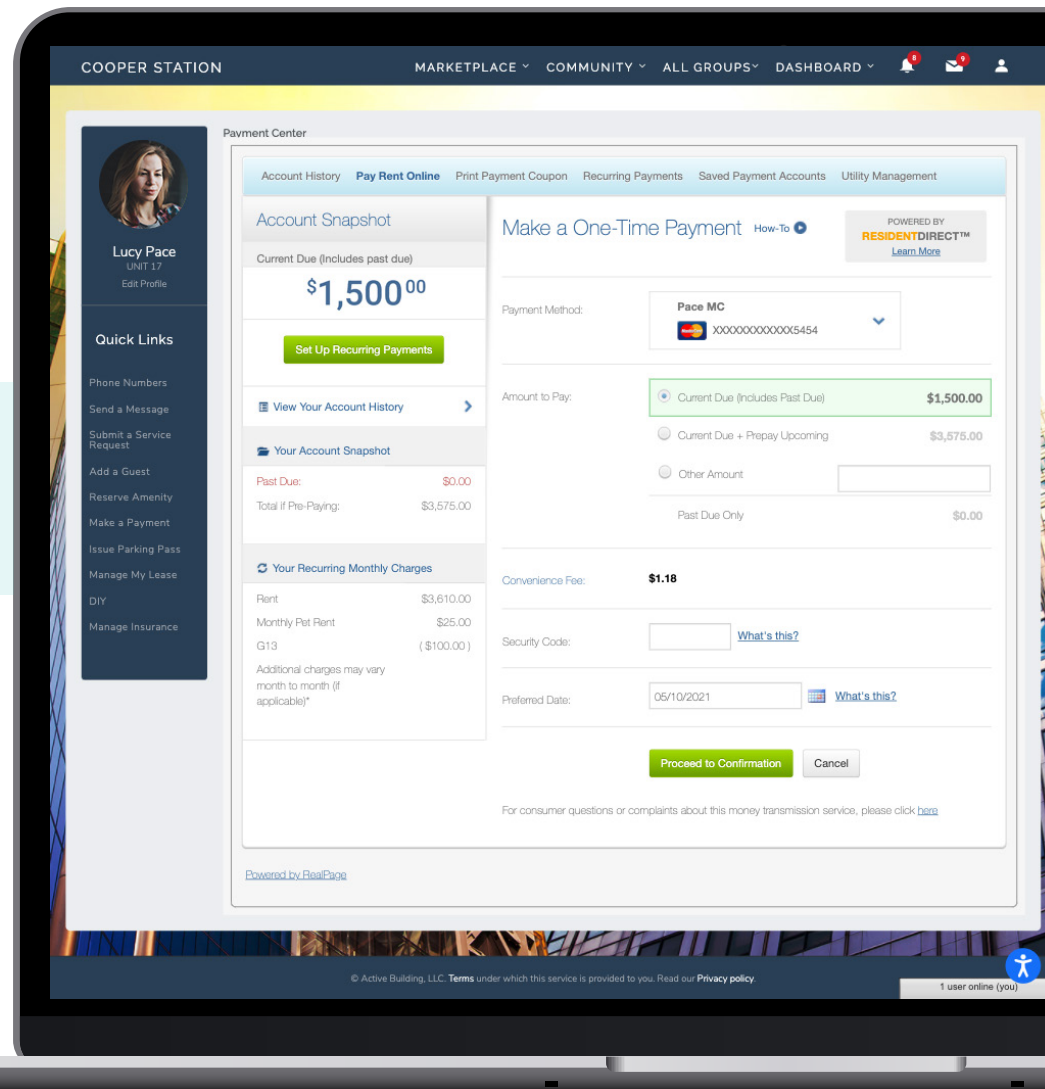 COOPER STATION
MARKETPLACE COMMUNITY ALL GROUPS DASHBOARD
8
9
Payment Center
Lucy Pace
UNIT 17
Edit Profile
Quick Links
Phone Numbers
Send a Message
Submit a Service
Request
Add a Guest
Reserve Amenity
Make a Payment
Issue Parking Pass
Manage My Lease
DIY
Manage Insurance
Account History Pay Rent Online Print Payment Coupon Recurring Payments Saved Payment Accounts Utility Management
Account Snapshot
Current Due (Includes past due)
$1,500 00
Set Up Recurring Payments
View Your Account History
Your Account Snapshot
Past Due: $0.00
Total if Pre-Paying: $3,575.00
Your Recurring Monthly Charges
Rent $3,610.00
Monthly Pet Rent $25.00
G13 ( $100.00 )
Additional charges may vary
month to month (if
applicable)*
Make a One-Time Payment How-To
POWERED BY
RESIDENTDIRECT™
Learn More
Payment Method:
Pace MC
XXXXXXXXXXXX5454
Amount to Pay:
Current Due (Includes Past Due) $1,500.00
Current Due + Prepay Upcoming $3,575.00
Other Amount
Past Due Only $0.00
Convenience Fee: $1.18
Security Code: What's this?
Preferred Date: 05/10/2021 What's this?
Proceed to Confirmation Cancel
For consumer questions or complaints about this money transmission service, please click here
Powered by RealPage
© Active Building, LLC. Terms under which this service is provided to you. Read our Privacy policy.
1 user online (you)